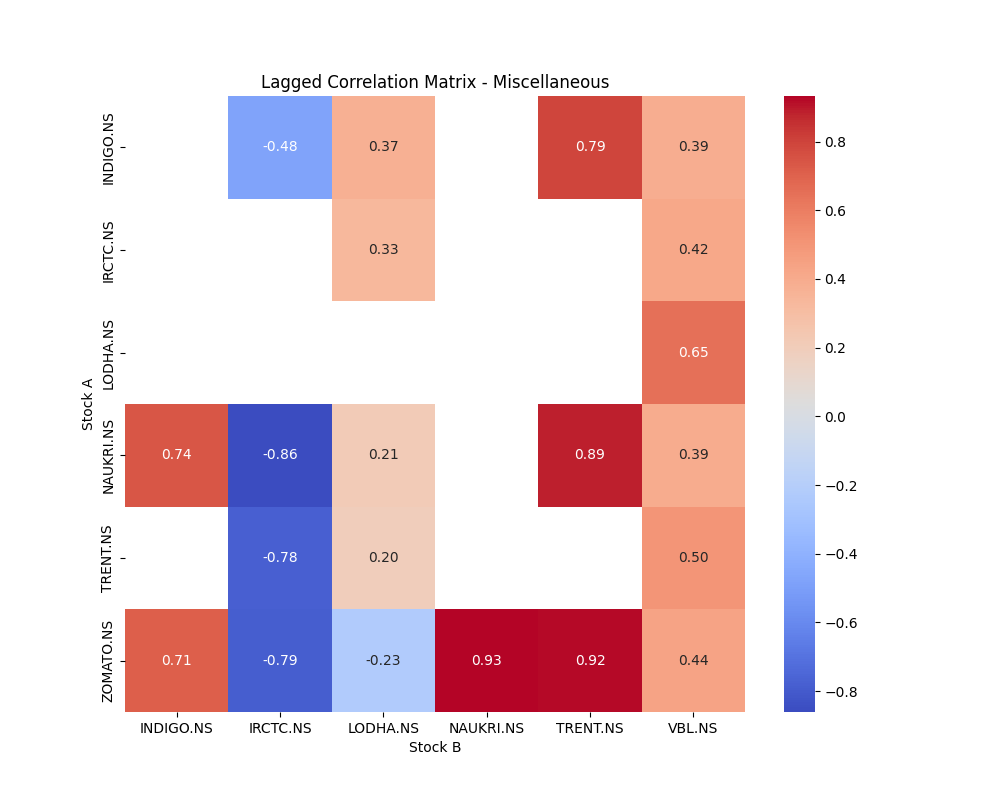 Lagged Correlation Matrix - Miscellaneous
Stock A
INDIGO.NS
-0.48 0.37 0.79 0.39
IRCTC.NS
0.33 0.42
LODHA.NS
0.65
NAUKRI.NS
0.74 -0.86 0.21 0.89 0.39
TRENT.NS
-0.78 0.20 0.50
ZOMATO.NS
0.71 -0.79 -0.23 0.93 0.92 0.44
INDIGO.NS IRCTC.NS LODHA.NS NAUKRI.NS TRENT.NS VBL.NS
Stock B
0.8
0.6
0.4
0.2
0.0
−0.2
−0.4
−0.6
−0.8